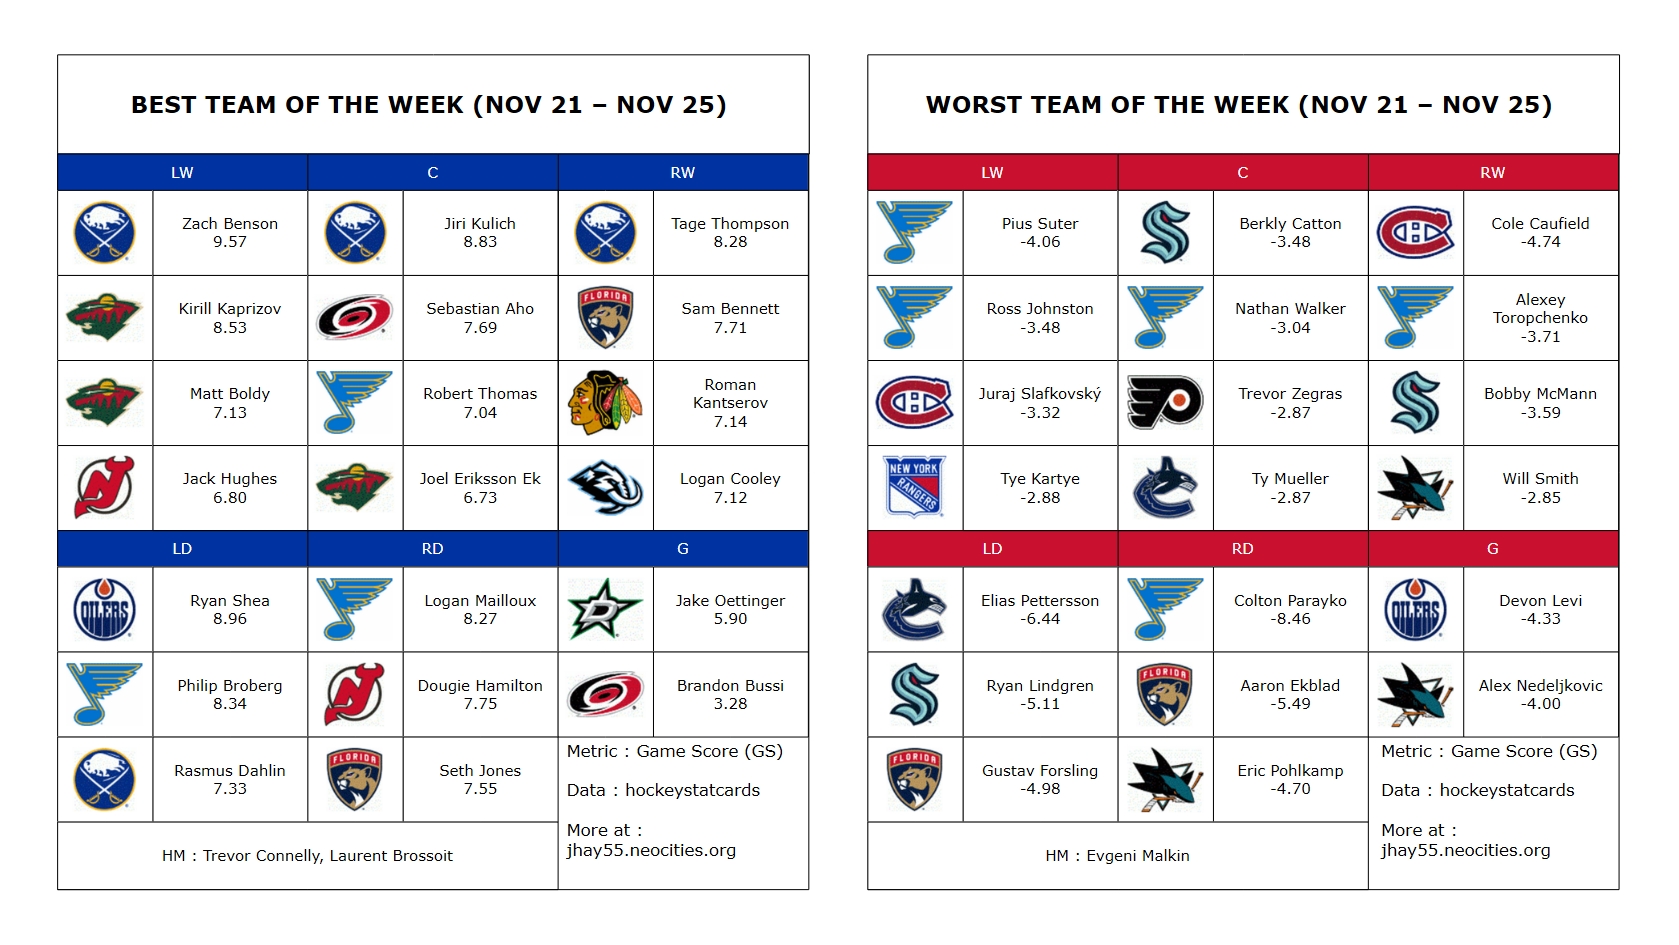 BEST TEAM OF THE WEEK (NOV 21 – NOV 25)
LW C RW
Zach Benson
9.57
Jiri Kulich
8.83
Tage Thompson
8.28
Kirill Kaprizov
8.53
Sebastian Aho
7.69
FLORIDA
Sam Bennett
7.71
Matt Boldy
7.13
Robert Thomas
7.04
Roman
Kantserov
7.14
Jack Hughes
6.80
Joel Eriksson Ek
6.73
Logan Cooley
7.12
LD RD G
OILERS
Ryan Shea
8.96
Logan Mailloux
8.27
Jake Oettinger
5.90
Philip Broberg
8.34
Dougie Hamilton
7.75
Brandon Bussi
3.28
Rasmus Dahlin
7.33
FLORIDA
Seth Jones
7.55
Metric : Game Score (GS)
Data : hockeystatcards
More at :
jhay55.neocities.org
HM : Trevor Connelly, Laurent Brossoit
WORST TEAM OF THE WEEK (NOV 21 – NOV 25)
LW C RW
Pius Suter
-4.06
Berkly Catton
-3.48
Cole Caufield
-4.74
Ross Johnston
-3.48
Nathan Walker
-3.04
Alexey
Toropchenko
-3.71
Juraj Slafkovský
-3.32
Trevor Zegras
-2.87
Bobby McMann
-3.59
NEW YORK
RANGERS
Tye Kartye
-2.88
Ty Mueller
-2.87
Will Smith
-2.85
LD RD G
Elias Pettersson
-6.44
Colton Parayko
-8.46
OILERS
Devon Levi
-4.33
Ryan Lindgren
-5.11
FLORIDA
Aaron Ekblad
-5.49
Alex Nedeljkovic
-4.00
FLORIDA
Gustav Forsling
-4.98
Eric Pohlkamp
-4.70
Metric : Game Score (GS)
Data : hockeystatcards
More at :
jhay55.neocities.org
HM : Evgeni Malkin